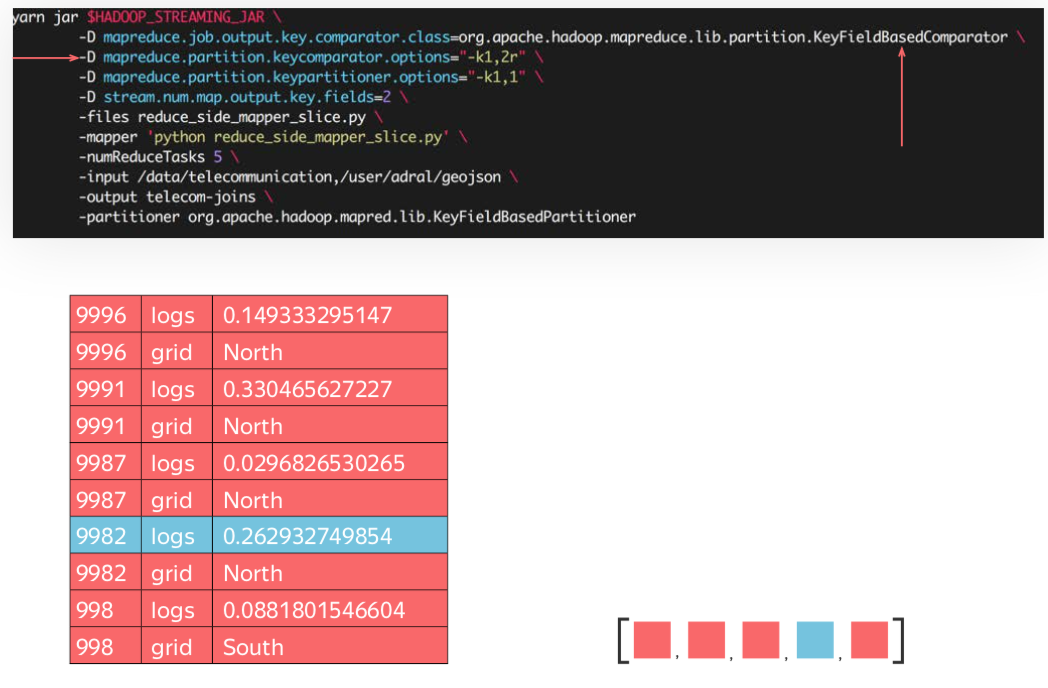 yarn jar $HADOOP_STREAMING_JAR \
-D mapreduce.job.output.key.comparator.class=org.apache.hadoop.mapreduce.lib.partition.KeyFieldBasedComparator \
-D mapreduce.partition.keycomparator.options="-k1,2r" \
-D mapreduce.partition.keypartitioner.options="-k1,1" \
-D stream.num.map.output.key.fields=2 \
-files reduce_side_mapper_slice.py \
-mapper 'python reduce_side_mapper_slice.py' \
-numReduceTasks 5 \
-input /data/telecommunication,/user/adral/geojson \
-output telecom-joins \
-partitioner org.apache.hadoop.mapred.lib.KeyFieldBasedPartitioner
9996 logs 0.149333295147
9996 grid North
9991 logs 0.330465627227
9991 grid North
9987 logs 0.0296826530265
9987 grid North
9982 logs 0.262932749854
9982 grid North
998 logs 0.0881801546604
998 grid South
[ , , , , ]